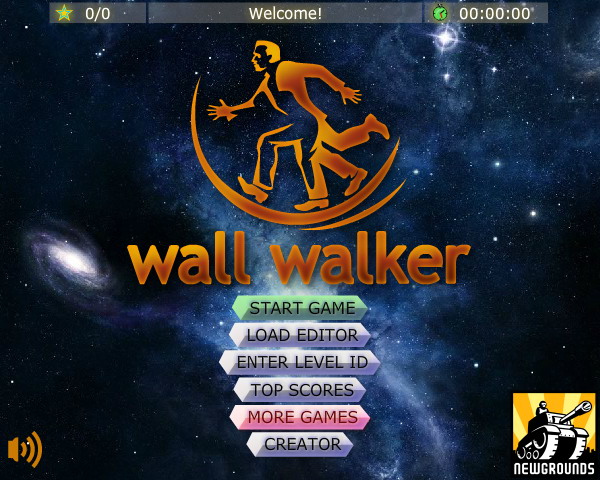 0/0 Welcome! 00:00:00
wall walker
START GAME
LOAD EDITOR
ENTER LEVEL ID
TOP SCORES
MORE GAMES
CREATOR
NEWGROUNDS